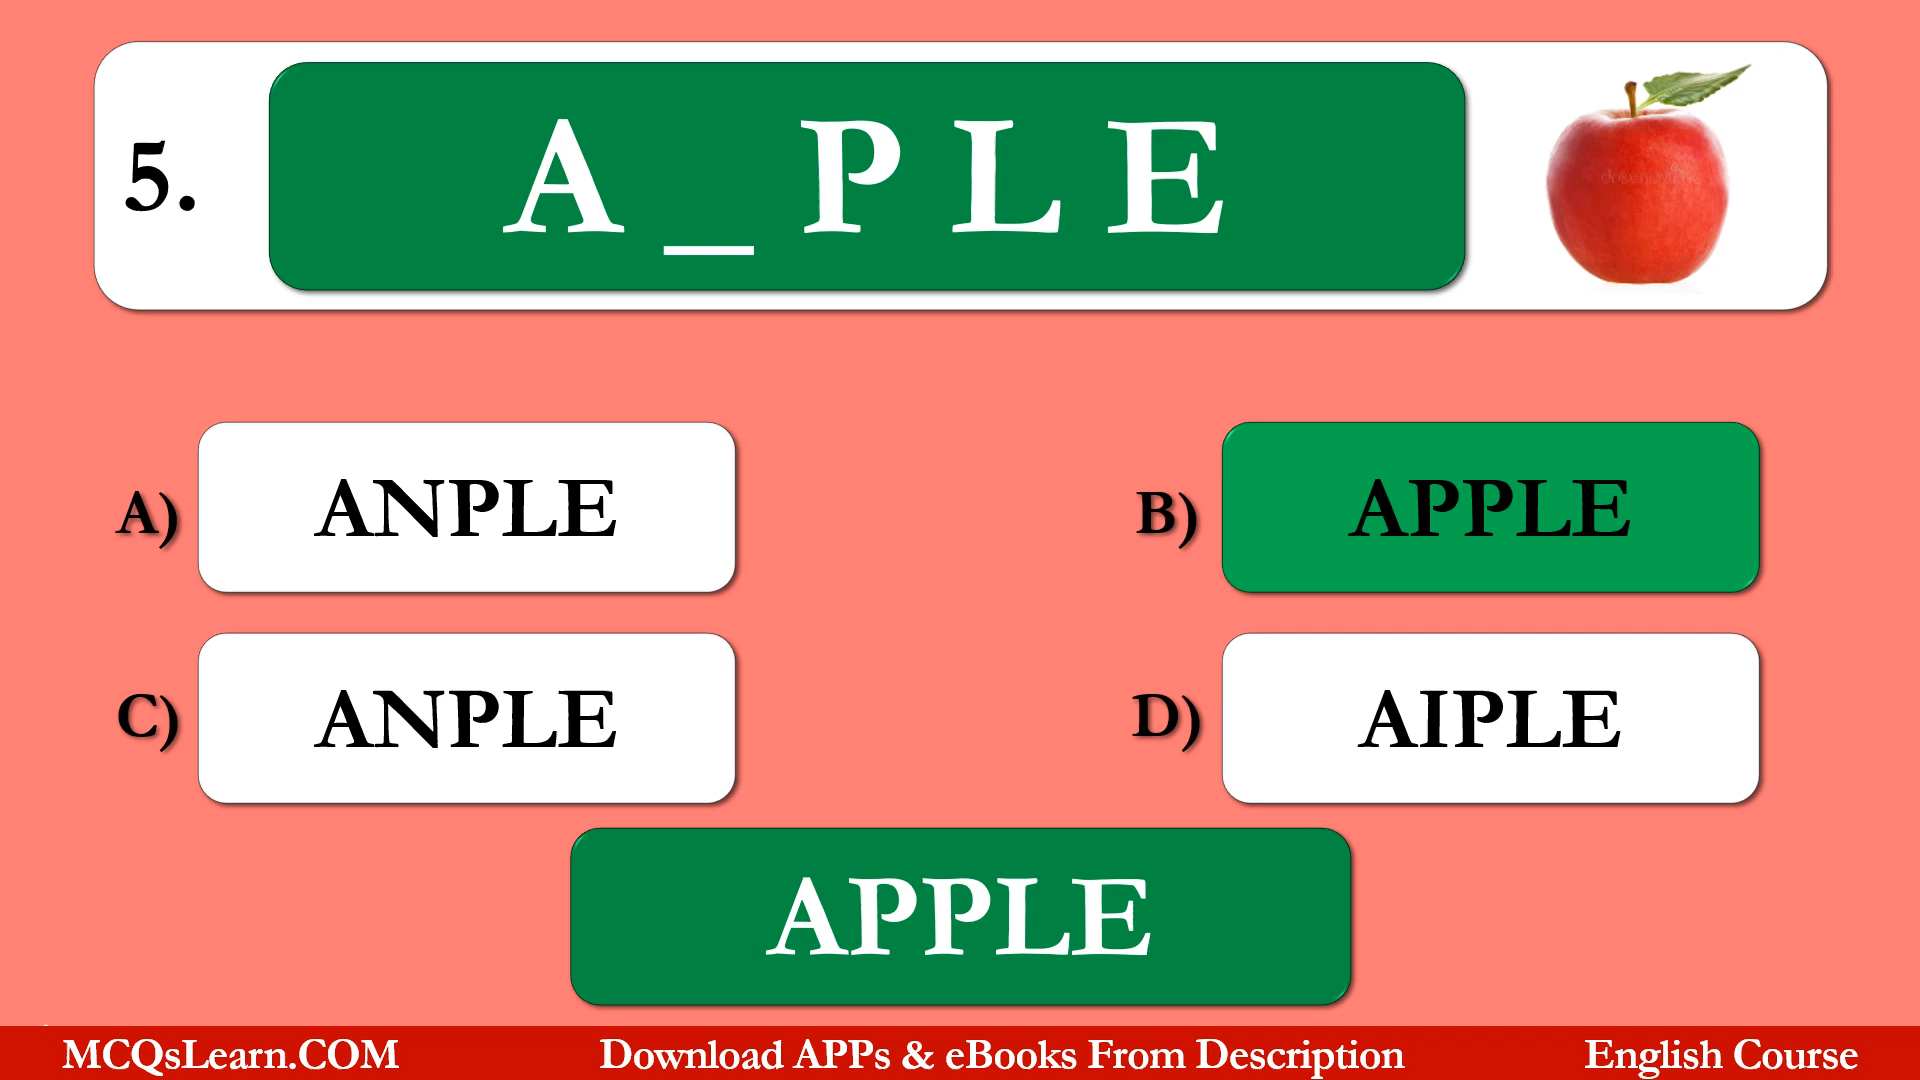 5.
A _ P L E
A) ANPLE
B) APPLE
C) ANPLE
D) AIPLE
APPLE
MCQsLearn.COM Download APPs & eBooks From Description English Course